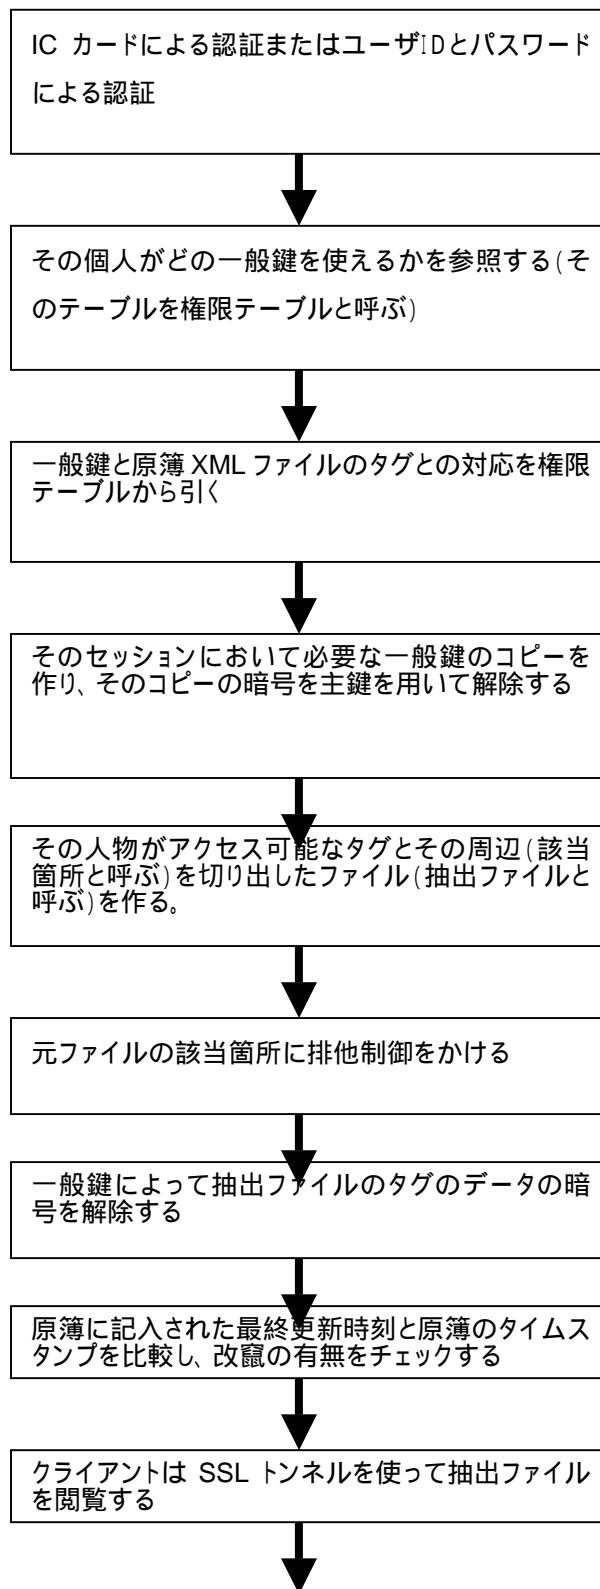 IC カードによる認証またはユーザIDとパスワード
による認証
その個人がどの一般鍵を使えるかを参照する(そ
のテーブルを権限テーブルと呼ぶ)
一般鍵と原簿 XML ファイルのタグとの対応を権限
テーブルから引く
そのセッションにおいて必要な一般鍵のコピーを
作り、そのコピーの暗号を主鍵を用いて解除する
その人物がアクセス可能なタグとその周辺(該当
箇所と呼ぶ)を切り出したファイル(抽出ファイルと
呼ぶ)を作る。
元ファイルの該当箇所に排他制御をかける
一般鍵によって抽出ファイルのタグのデータの暗
号を解除する
原簿に記入された最終更新時刻と原簿のタイムス
タンプを比較し、改竄の有無をチェックする
クライアントは SSL トンネルを使って抽出ファイル
を閲覧する